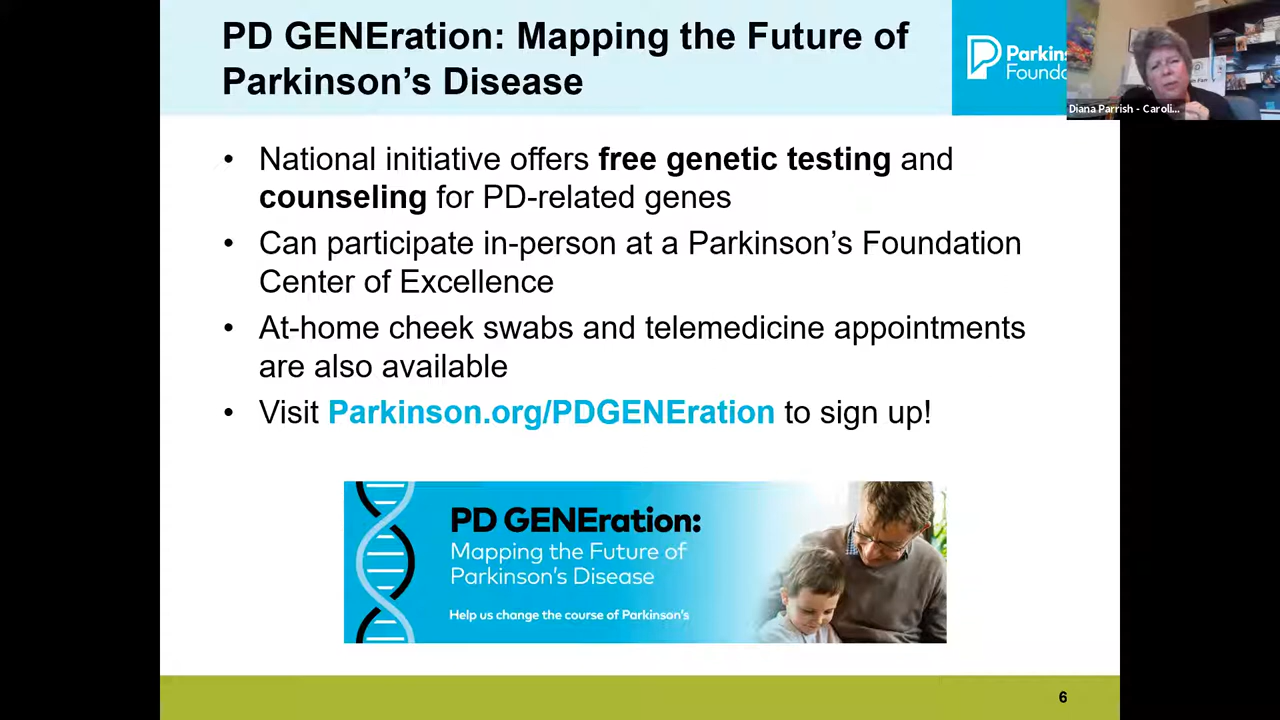 PD GENEration: Mapping the Future of
Parkinson's Disease
Parkins
Founda
Diana Parrish - Caroli...
• National initiative offers free genetic testing and
counseling for PD-related genes
• Can participate in-person at a Parkinson's Foundation
Center of Excellence
• At-home cheek swabs and telemedicine appointments
are also available
• Visit Parkinson.org/PDGENEration to sign up!
PD GENEration:
Mapping the Future of
Parkinson's Disease
Help us change the course of Parkinson's
6